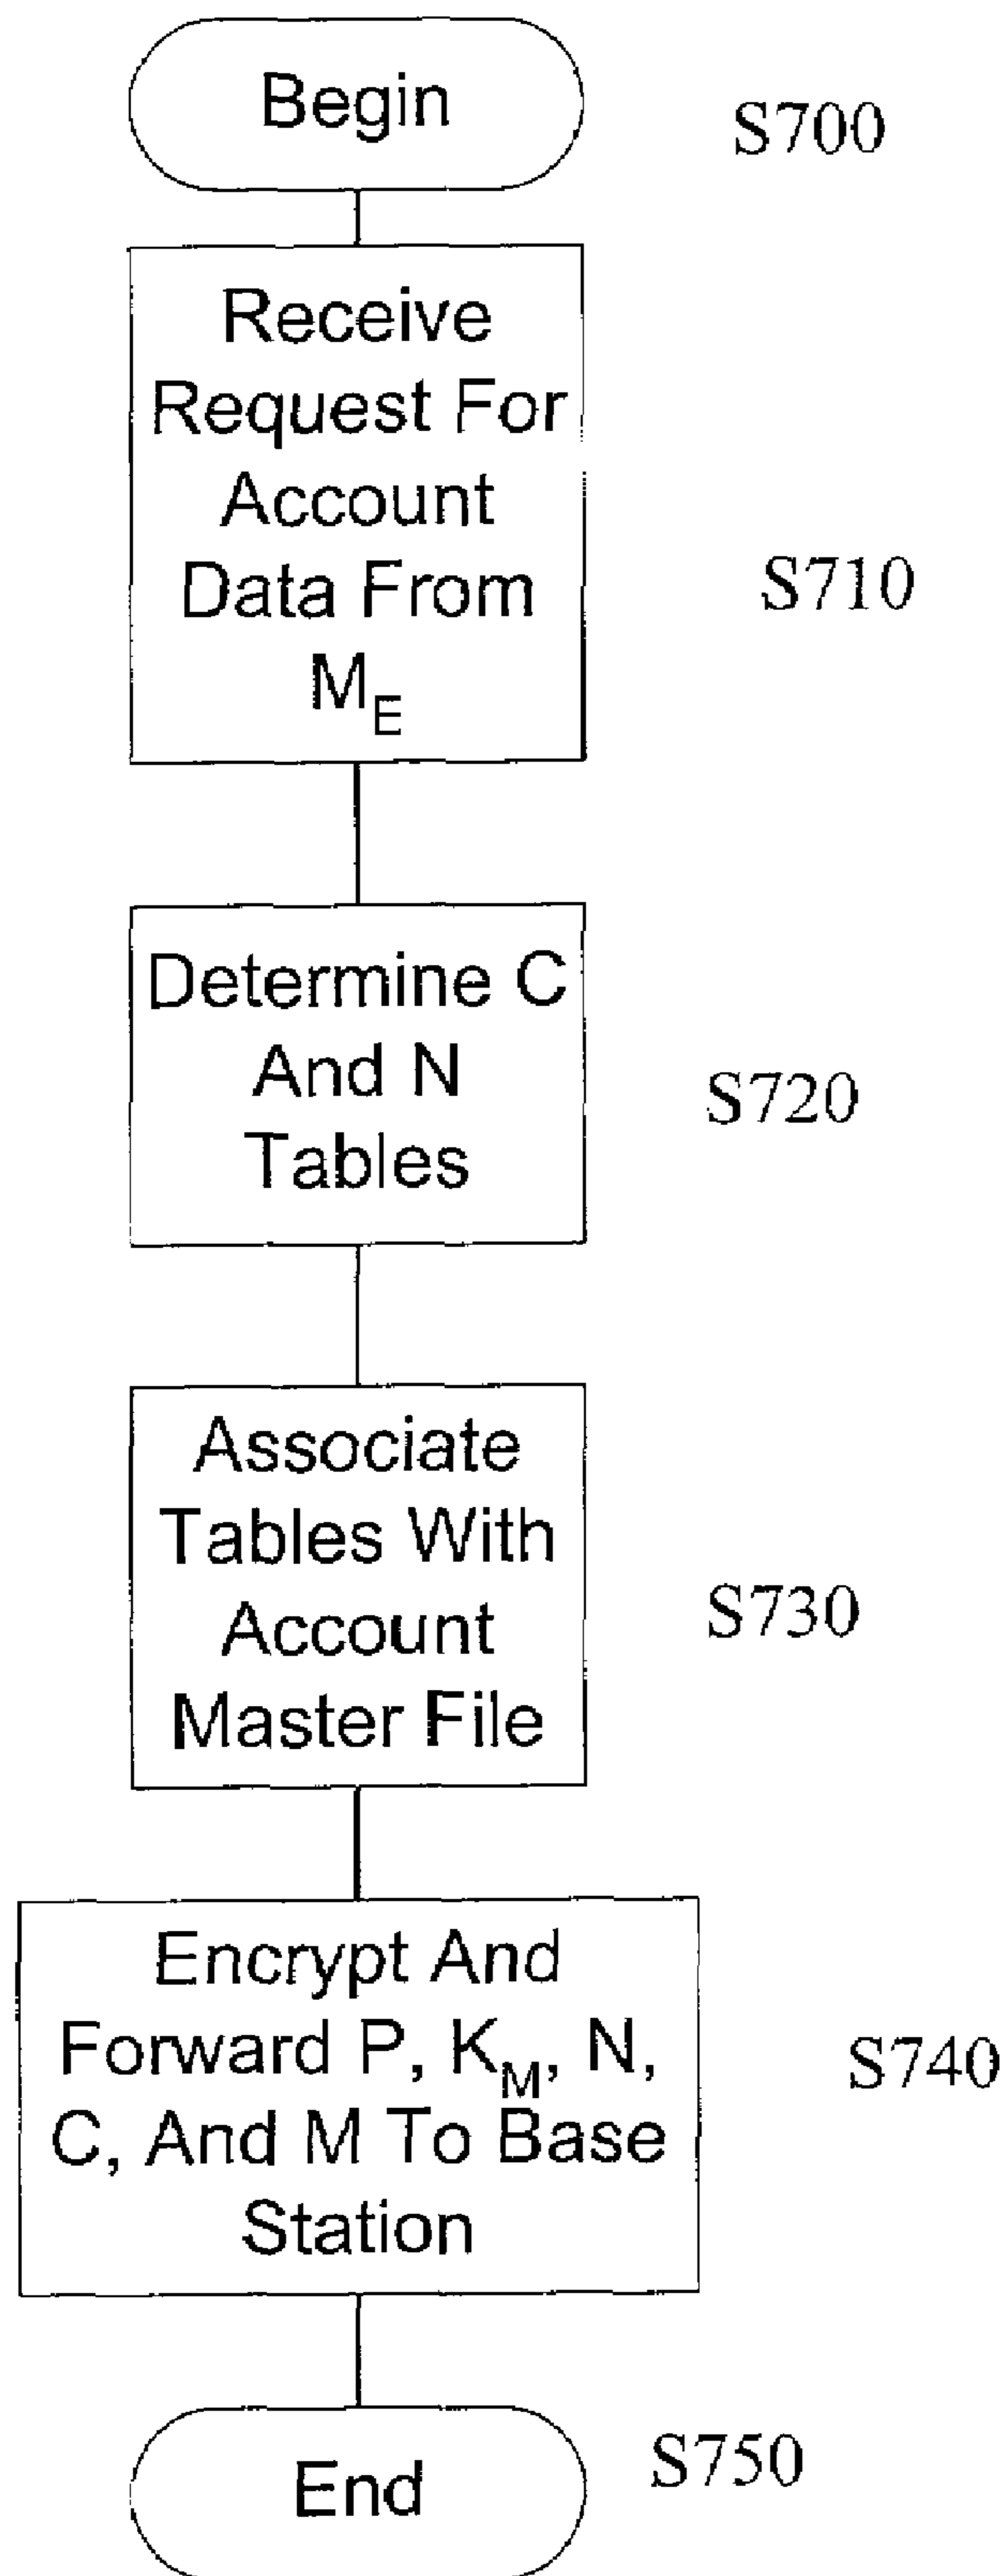 Begin
S700
Receive
Request For
Account
Data From
M_E
S710
Determine C
And N
Tables
S720
Associate
Tables With
Account
Master File
S730
Encrypt And
Forward P, K_M, N,
C, And M To Base
Station
S740
End
S750